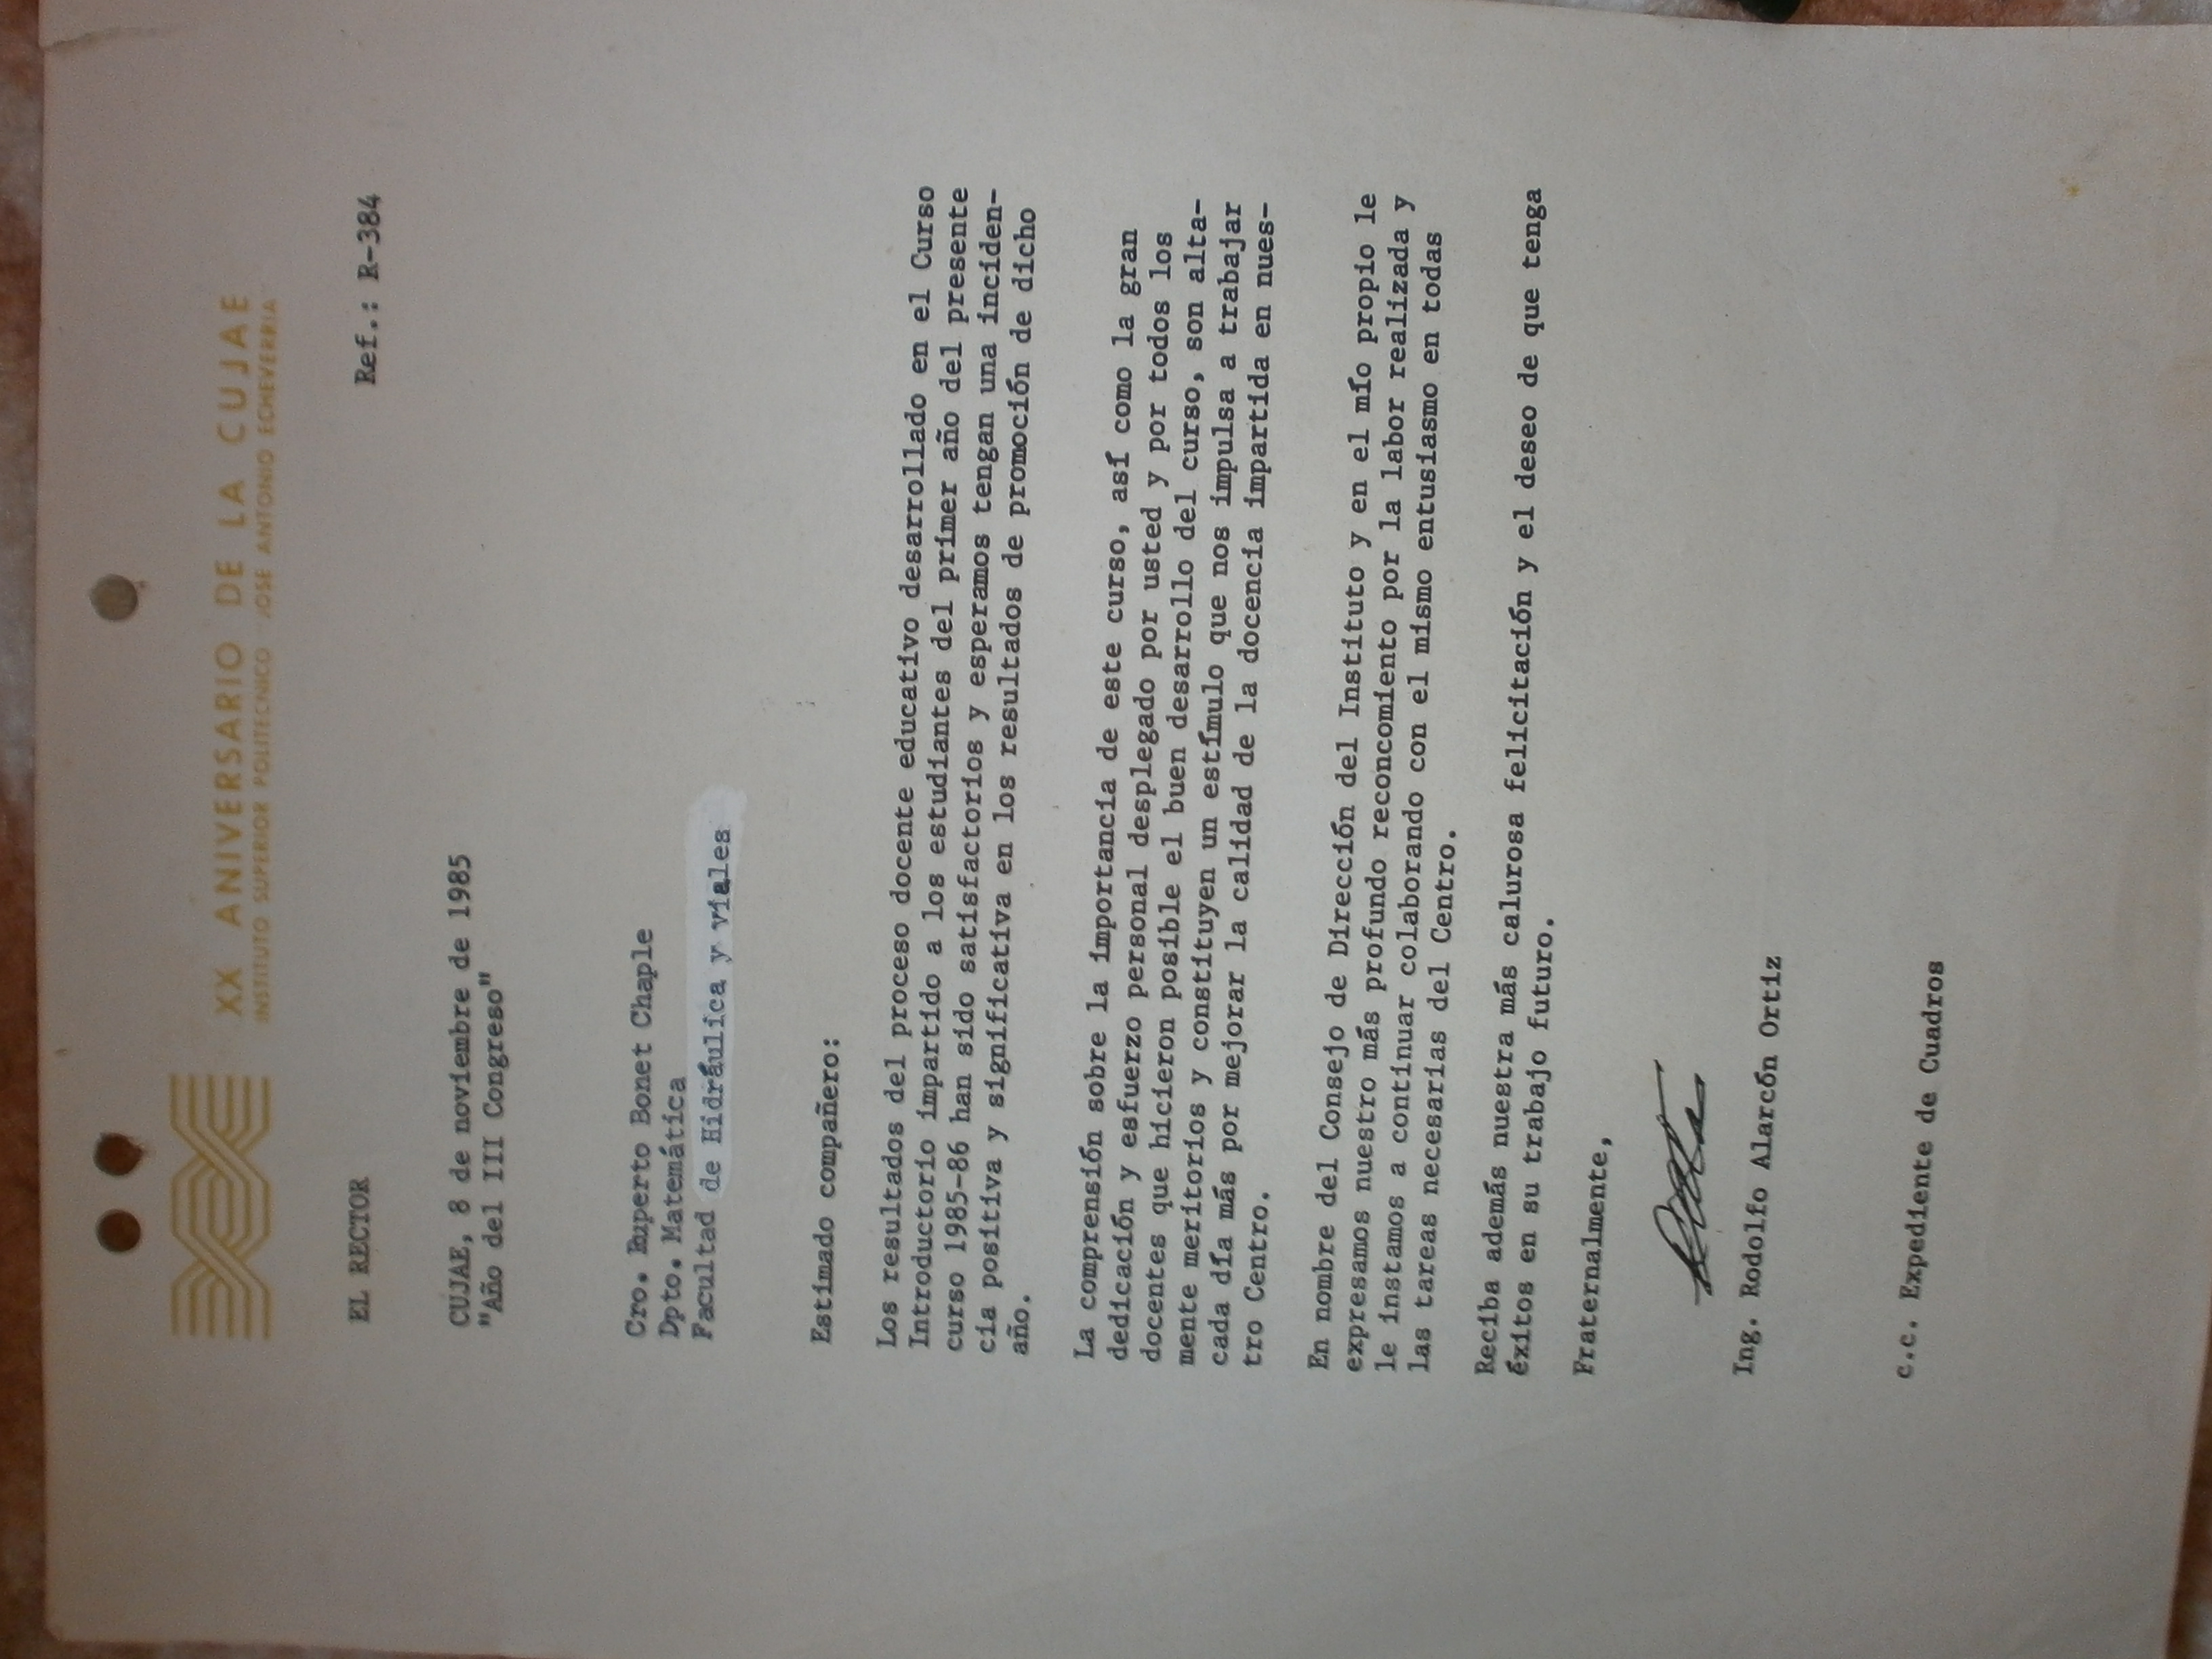 XX ANIVERSARIO DE LA CUJAE
INSTITUTO SUPERIOR POLITECNICO JOSE ANTONIO ECHEVERRIA
EL RECTOR
Ref.: R-384
CUJAE, 8 de noviembre de 1985
"Año del III Congreso"
Cro. Ruperto Bonet Chaple
Dpto. Matemática
Facultad de Hidráulica y viales
Estimado compañero:
Los resultados del proceso docente educativo desarrollado en el Curso
Introductorio impartido a los estudiantes del primer año del presente
curso 1985-86 han sido satisfactorios y esperamos tengan una inciden-
cia positiva y significativa en los resultados de promoción de dicho
año.
La comprensión sobre la importancia de este curso, así como la gran
dedicación y esfuerzo personal desplegado por usted y por todos los
docentes que hicieron posible el buen desarrollo del curso, son alta-
mente meritorios y constituyen un estímulo que nos impulsa a trabajar
cada día más por mejorar la calidad de la docencia impartida en nues-
tro Centro.
En nombre del Consejo de Dirección del Instituto y en el mío propio le
expresamos nuestro más profundo reconcomiento por la labor realizada y
le instamos a continuar colaborando con el mismo entusiasmo en todas
las tareas necesarias del Centro.
Reciba además nuestra más calurosa felicitación y el deseo de que tenga
éxitos en su trabajo futuro.
Fraternalmente,
Ing. Rodolfo Alarcón Ortiz
c.c. Expediente de Cuadros